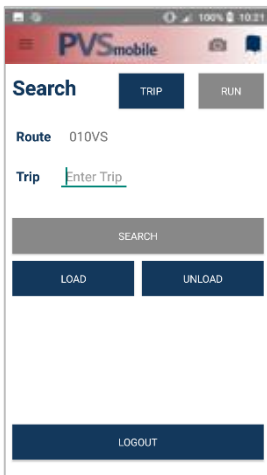 100% 10:21
PVSmobile
Search TRIP RUN
Route 010VS
Trip Enter Trip
SEARCH
LOAD UNLOAD
LOGOUT